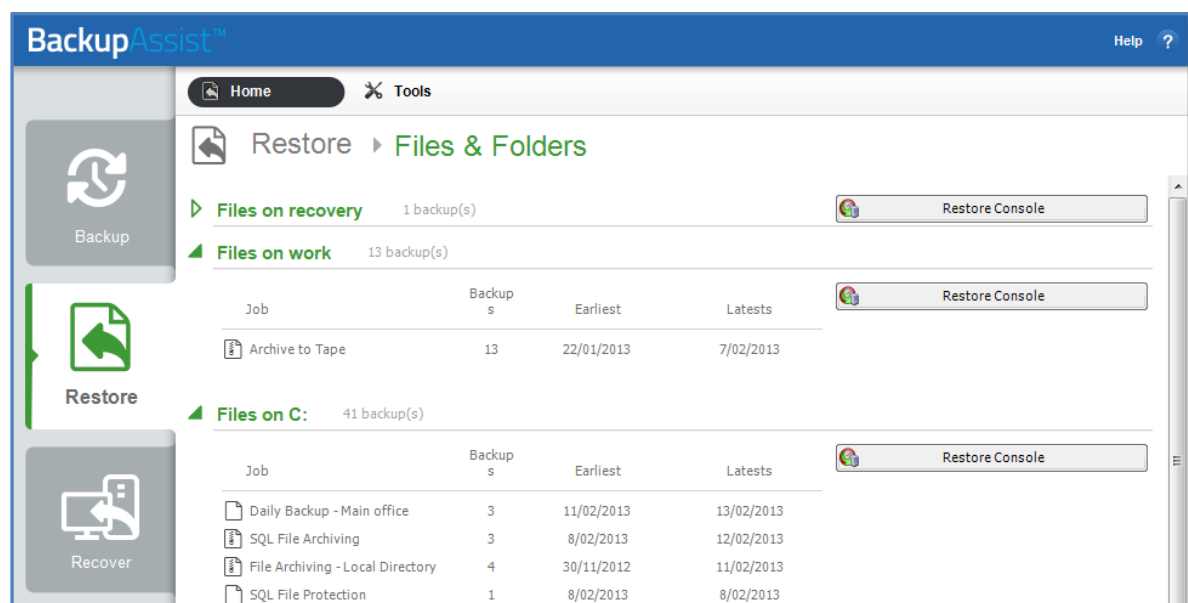 BackupAssist™
Help ?
Home Tools
Restore Files & Folders
Files on recovery 1 backup(s) Restore Console
Backup
Files on work 13 backup(s)
Job Backup
s Earliest Latests Restore Console
Archive to Tape 13 22/01/2013 7/02/2013
Restore
Files on C: 41 backup(s)
Job Backup
s Earliest Latests Restore Console
Daily Backup - Main office 3 11/02/2013 13/02/2013
SQL File Archiving 3 8/02/2013 12/02/2013
Recover
File Archiving - Local Directory 4 30/11/2012 11/02/2013
SQL File Protection 1 8/02/2013 8/02/2013